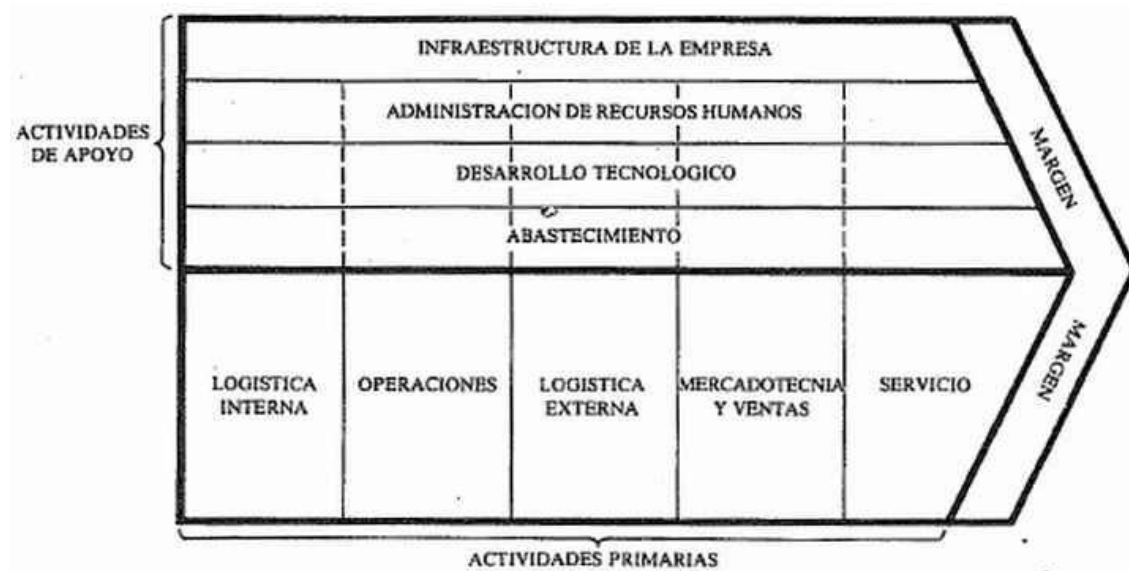 INFRAESTRUCTURA DE LA EMPRESA
ADMINISTRACION DE RECURSOS HUMANOS
ACTIVIDADES
DE APOYO
DESARROLLO TECNOLOGICO
ABASTECIMIENTO
MARGEN
LOGISTICA
INTERNA
OPERACIONES
LOGISTICA
EXTERNA
MERCADOTECNIA
Y VENTAS
SERVICIO
MARGEN
ACTIVIDADES PRIMARIAS